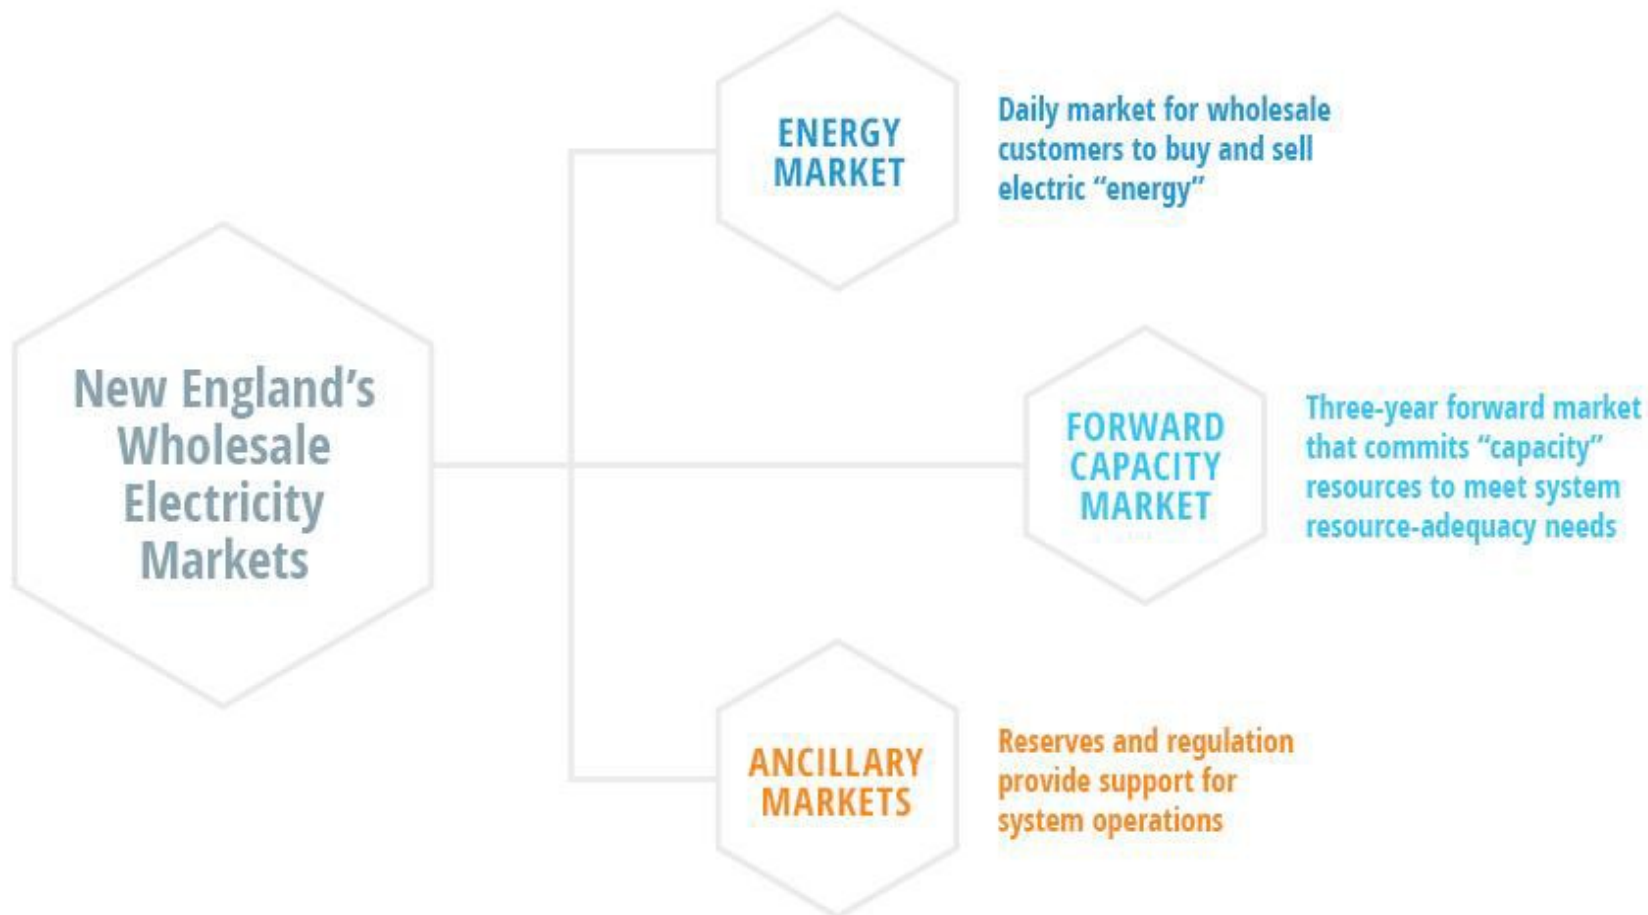 New England’s
Wholesale
Electricity
Markets
ENERGY
MARKET
Daily market for wholesale
customers to buy and sell
electric “energy”
FORWARD
CAPACITY
MARKET
Three-year forward market
that commits “capacity”
resources to meet system
resource-adequacy needs
ANCILLARY
MARKETS
Reserves and regulation
provide support for
system operations